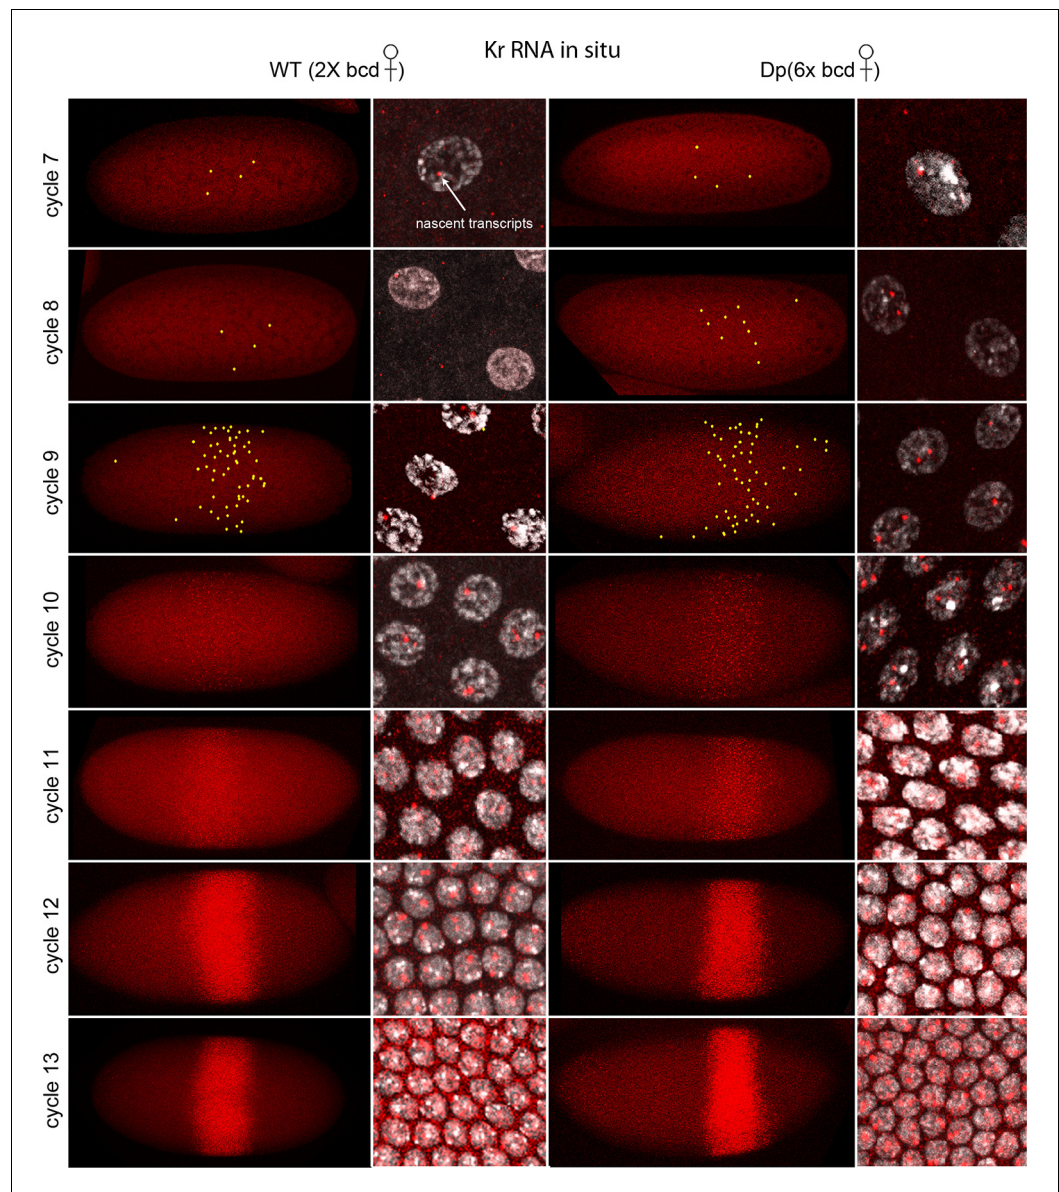 Kr RNA in situ
WT (2X bcd ♀)
Dp(6x bcd ♀)
cycle 7
nascent transcripts
cycle 8
cycle 9
cycle 10
cycle 11
cycle 12
cycle 13